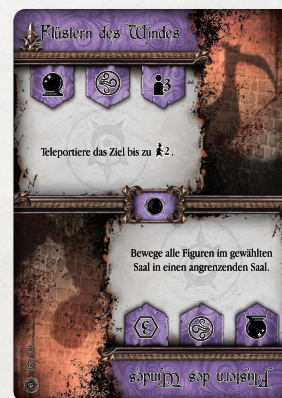 Flüstern des Windes
3
Teleportiere das Ziel bis zu 2.
Bewege alle Figuren im gewählten
Saal in einen angrenzenden Saal.
3
Flüstern des Windes